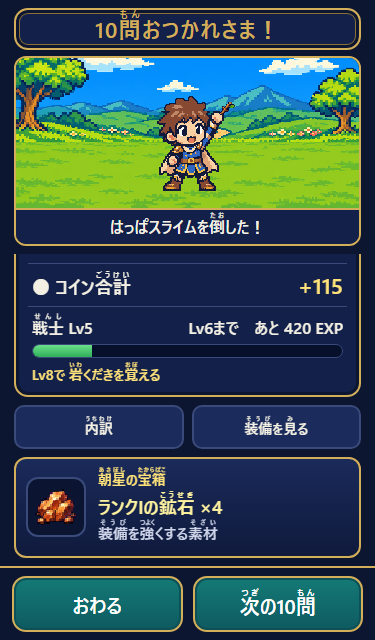 10問おつかれさま！
はっぱスライムを倒した！
コイン合計 +115
戦士 Lv5 Lv6まで あと 420 EXP
Lv8で 岩くだきを覚える
内訳 装備を見る
朝星の宝箱
ランクIの鉱石 ×4
装備を強くする素材
おわる 次の10問